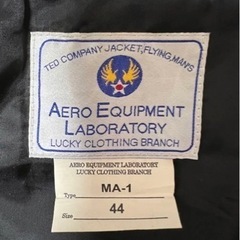 TED COMPANY JACKET, FLYING, MAN'S
AERO EQUIPMENT
LABORATORY
LUCKY CLOTHING BRANCH
AERO EQUIPMENT LABORATORY
LUCKY CLOTHING BRANCH
Type MA-1
Size 44